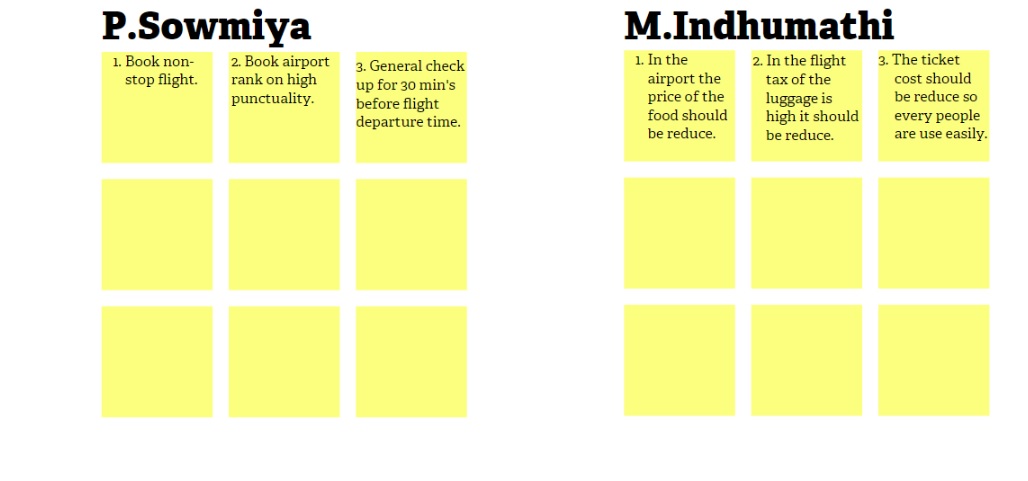 P.Sowmiya
1. Book non-
stop flight.
2. Book airport
rank on high
punctuality.
3. General check
up for 30 min's
before flight
departure time.
M.Indhumathi
1. In the
airport the
price of the
food should
be reduce.
2. In the flight
tax of the
luggage is
high it should
be reduce.
3. The ticket
cost should
be reduce so
every people
are use easily.